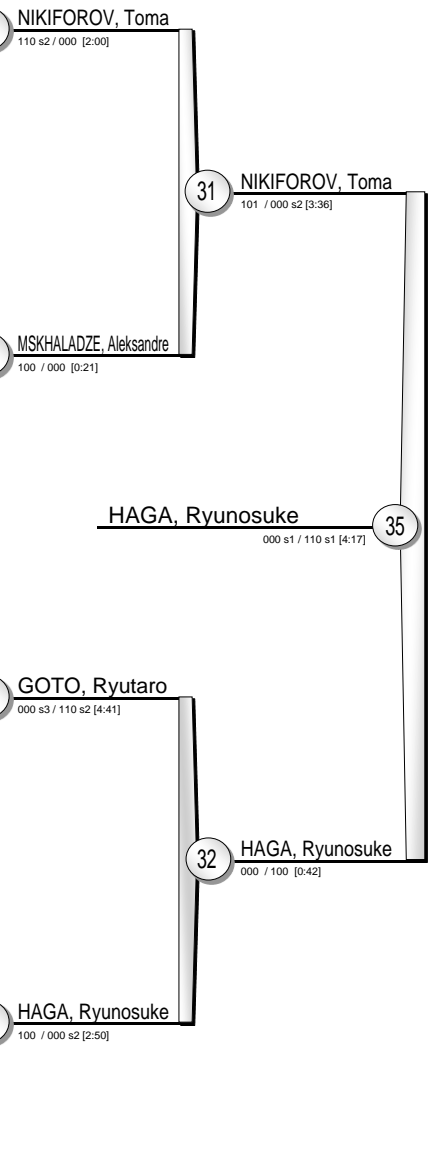 NIKIFOROV, Toma
110 s2 / 000 [2:00]
31
NIKIFOROV, Toma
101 / 000 s2 [3:36]
MSKHALADZE, Aleksandre
100 / 000 [0:21]
HAGA, Ryunosuke
35
000 s1 / 110 s1 [4:17]
GOTO, Ryutaro
000 s3 / 110 s2 [4:41]
32
HAGA, Ryunosuke
000 / 100 [0:42]
HAGA, Ryunosuke
100 / 000 s2 [2:50]